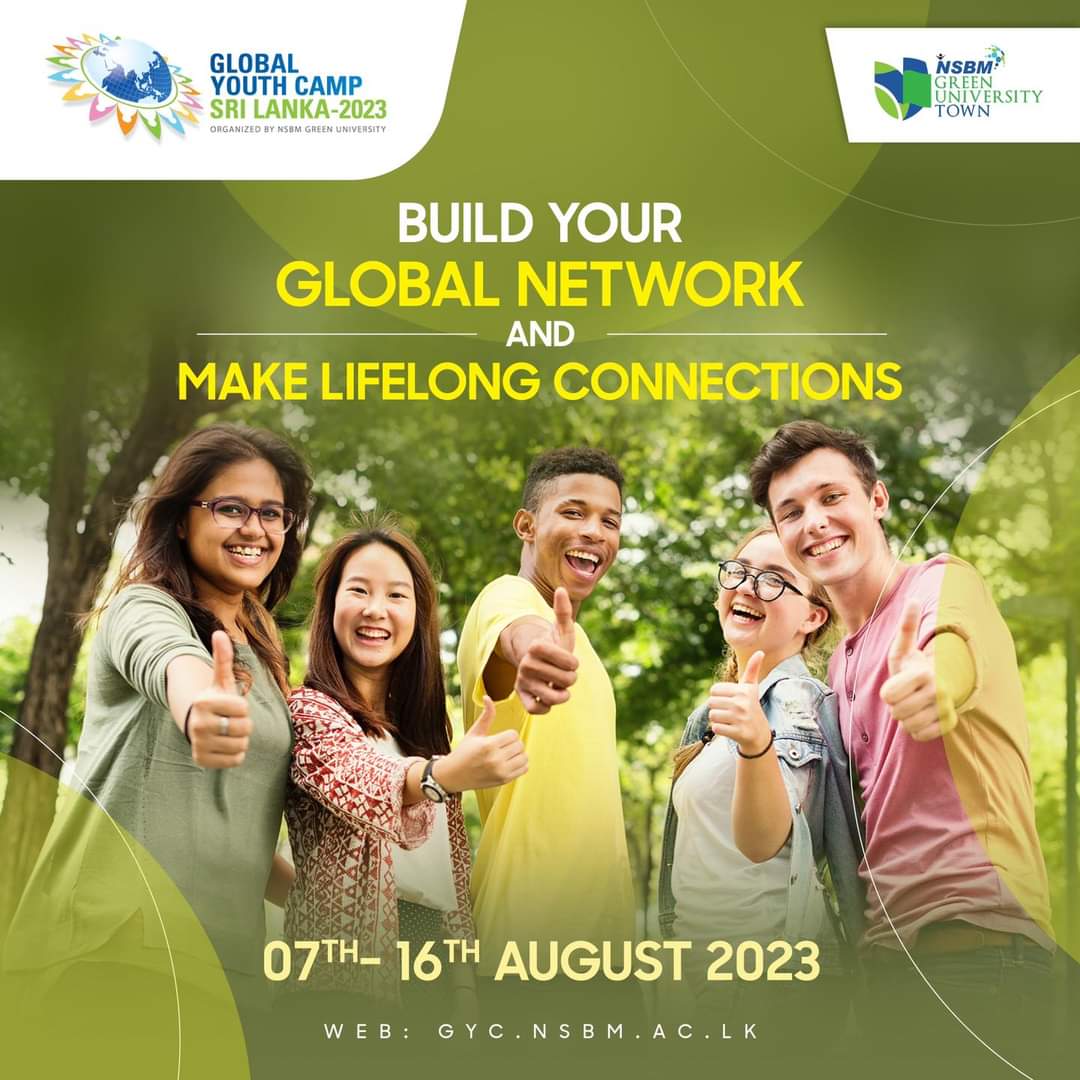 GLOBAL
YOUTH CAMP
SRI LANKA-2023
ORGANIZED BY NSBM GREEN UNIVERSITY
NSBM
GREEN
UNIVERSITY
TOWN
BUILD YOUR
GLOBAL NETWORK
AND
MAKE LIFELONG CONNECTIONS
07TH- 16TH AUGUST 2023
WEB: GYC.NSBM.AC.LK